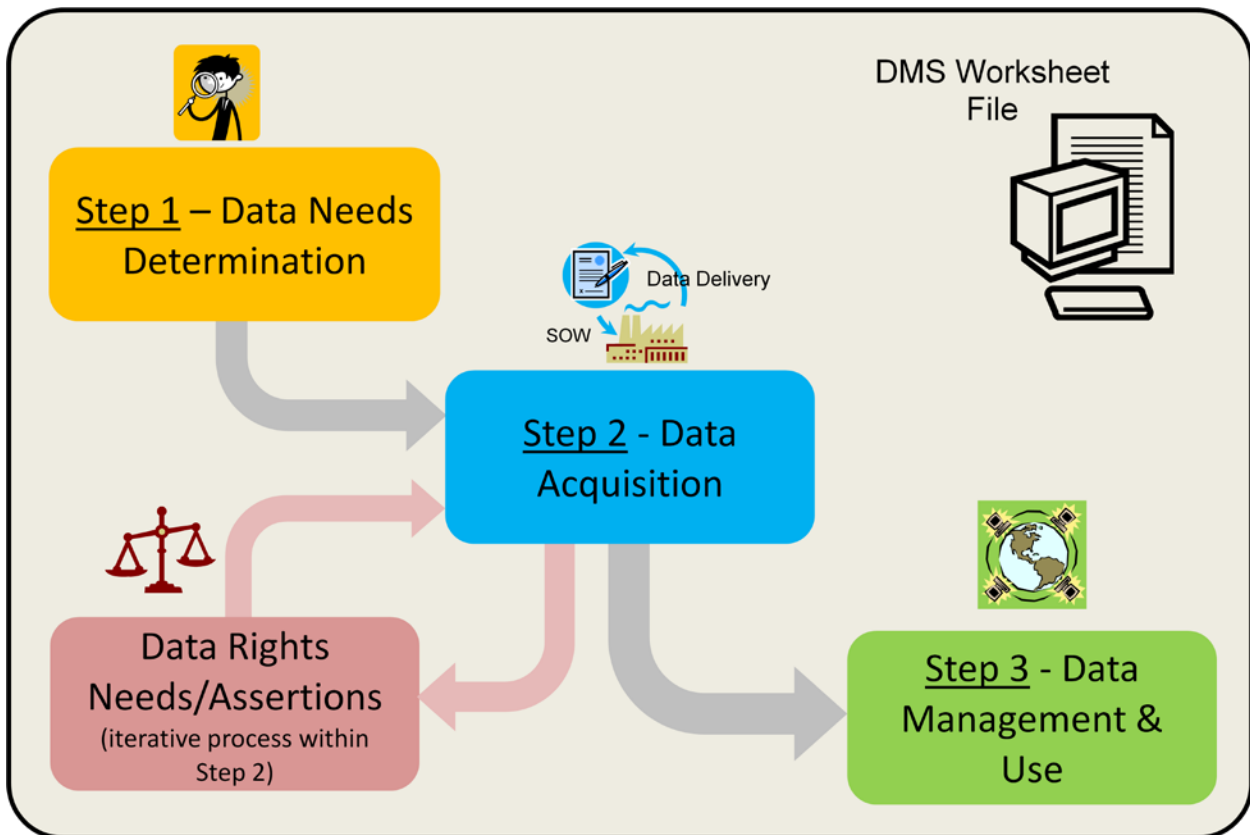 DMS Worksheet
File
Step 1 – Data Needs
Determination
Data Delivery
SOW
Step 2 - Data
Acquisition
Data Rights
Needs/Assertions
(iterative process within
Step 2)
Step 3 - Data
Management &
Use